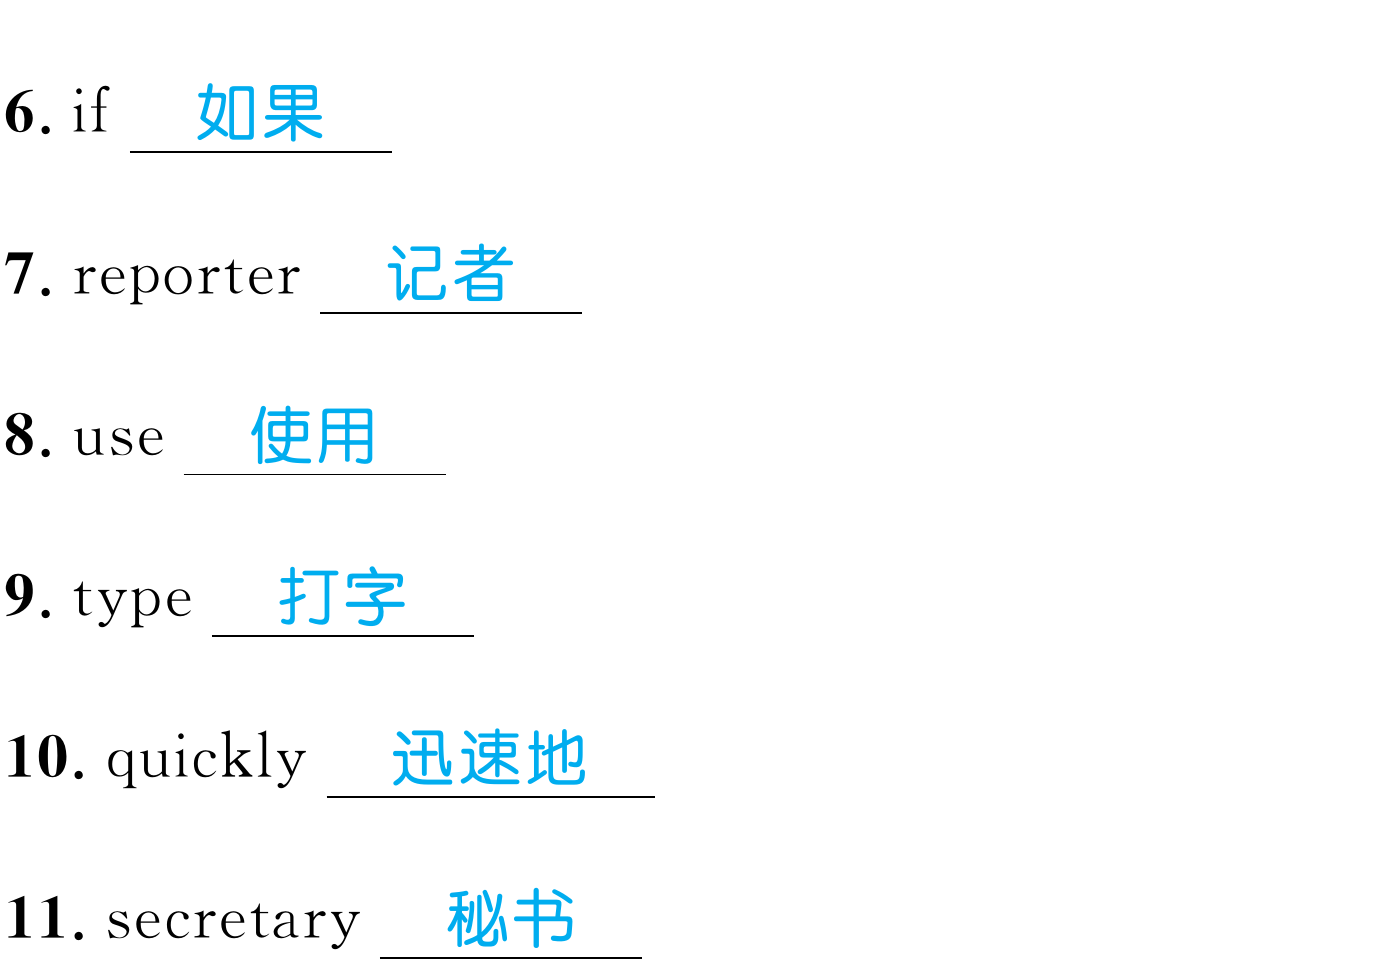 6. if 如果
7. reporter 记者
8. use 使用
9. type 打字
10. quickly 迅速地
11. secretary 秘书